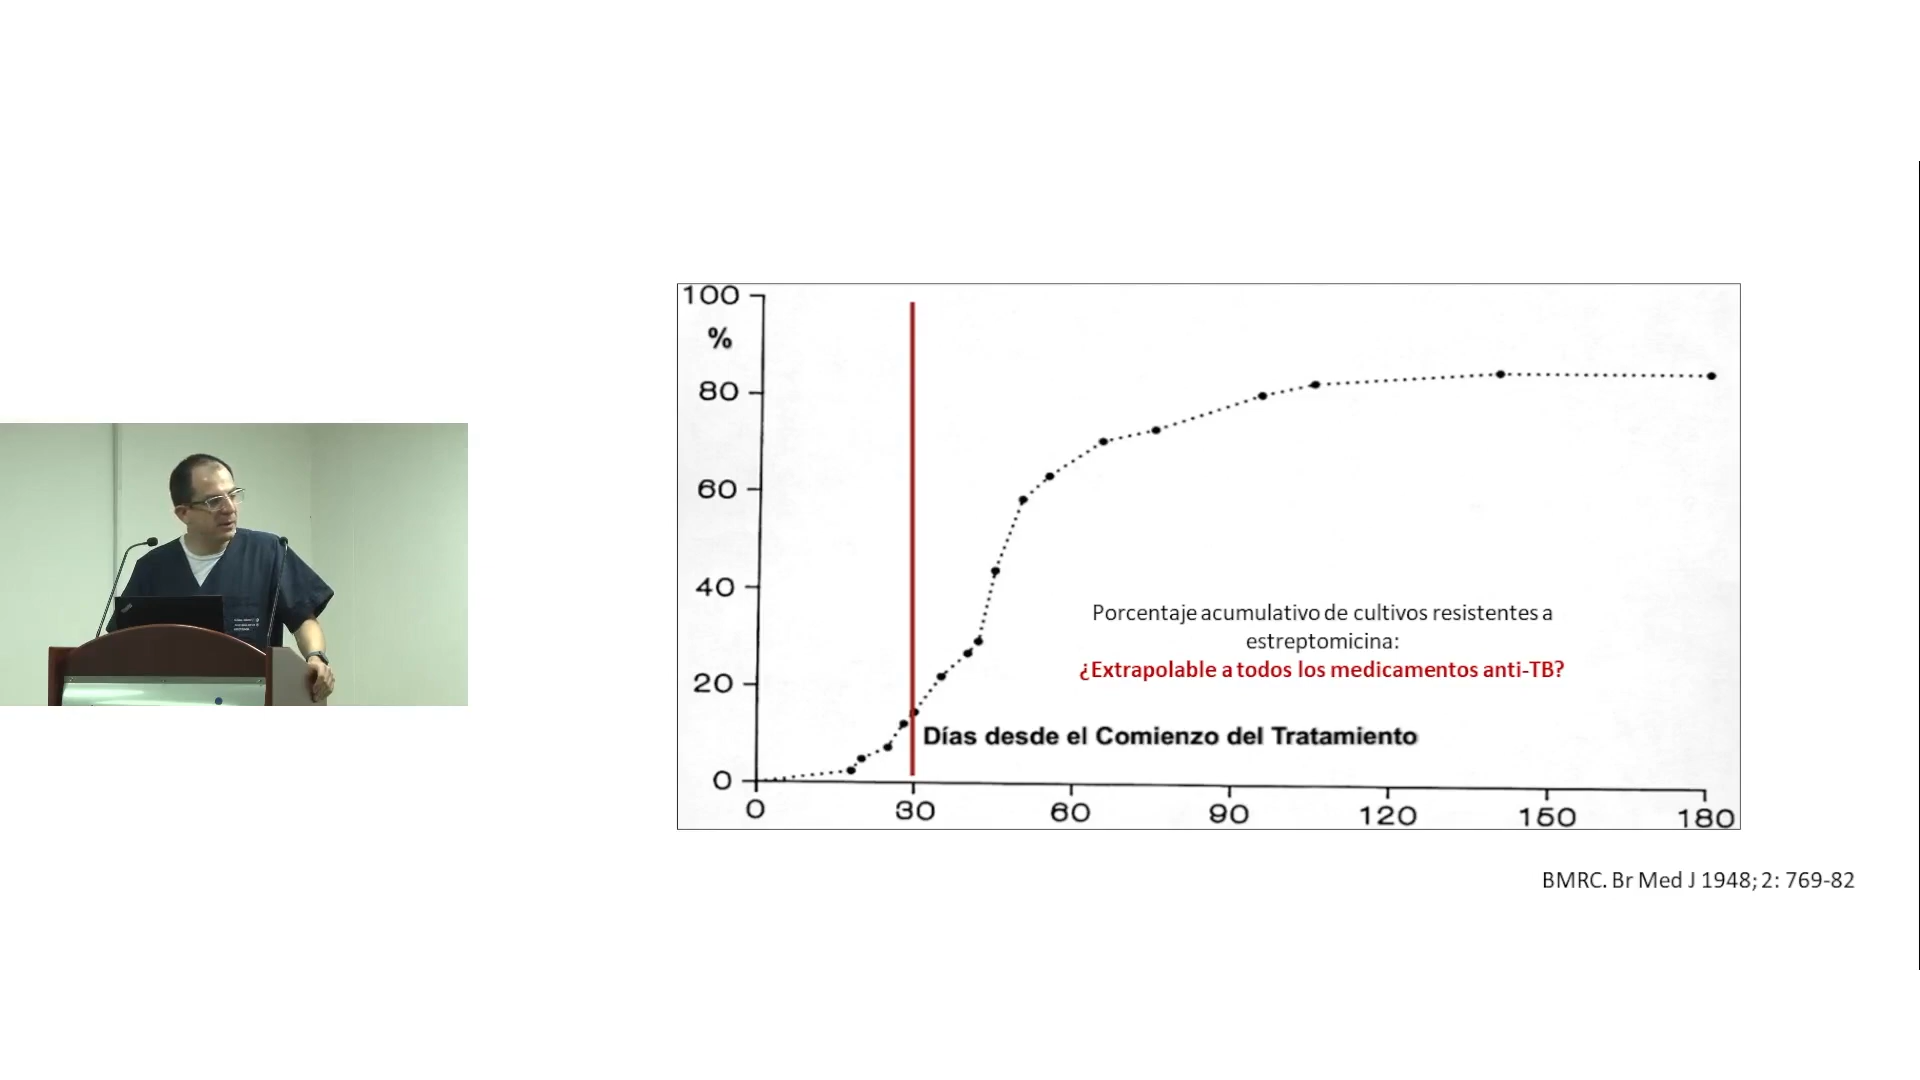 100
%
80
60
40
20
0
Porcentaje acumulativo de cultivos resistentes a
estreptomicina:
¿Extrapolable a todos los medicamentos anti-TB?
Días desde el Comienzo del Tratamiento
0 30 60 90 120 150 180
BMRC. Br Med J 1948; 2: 769-82